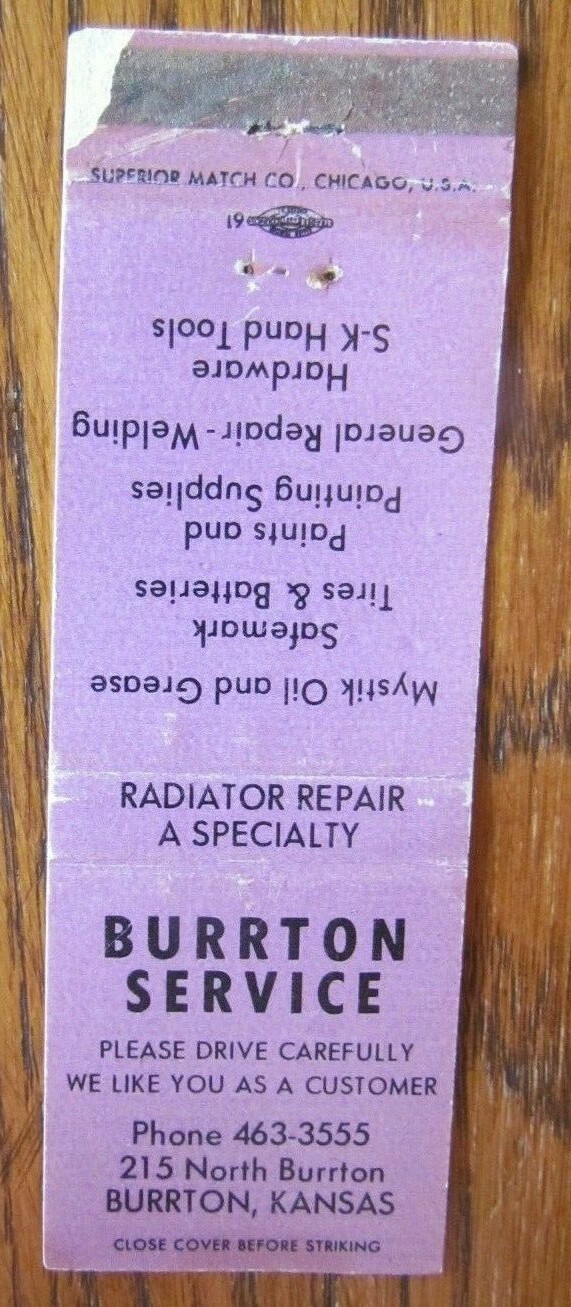 SUPERIOR MATCH CO., CHICAGO, U.S.A.
19
Mystik Oil and Grease
Safemark
Tires & Batteries
Paints and
Painting Supplies
General Repair - Welding
Hardware
S-K Hand Tools
RADIATOR REPAIR
A SPECIALTY
BURRTON
SERVICE
PLEASE DRIVE CAREFULLY
WE LIKE YOU AS A CUSTOMER
Phone 463-3555
215 North Burrton
BURRTON, KANSAS
CLOSE COVER BEFORE STRIKING